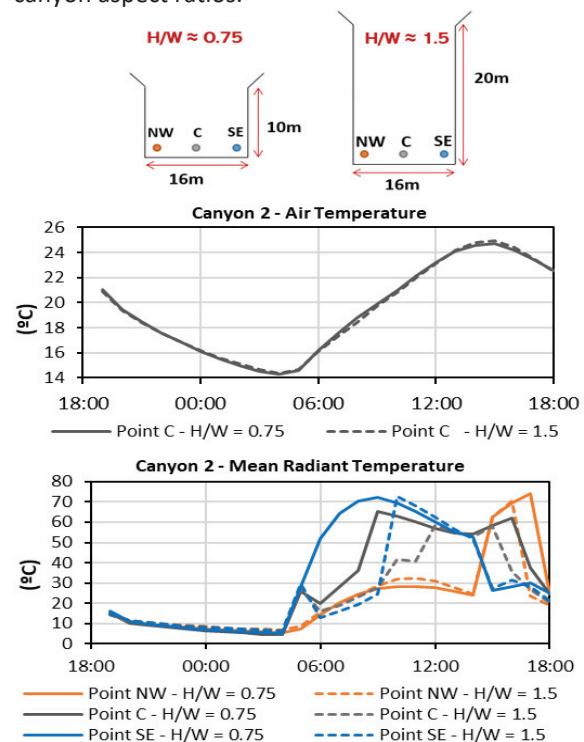 canyon aspect ratios.
H/W ≈ 0.75
H/W ≈ 1.5
20m
10m
NW C SE
NW C SE
16m
16m
Canyon 2 - Air Temperature
(ºC)
26
24
22
20
18
16
14
18:00 00:00 06:00 12:00 18:00
Point C - H/W = 0.75 Point C - H/W = 1.5
Canyon 2 - Mean Radiant Temperature
(ºC)
80
70
60
50
40
30
20
10
0
18:00 00:00 06:00 12:00 18:00
Point NW - H/W = 0.75 Point NW - H/W = 1.5
Point C - H/W = 0.75 Point C - H/W = 1.5
Point SE - H/W = 0.75 Point SE - H/W = 1.5